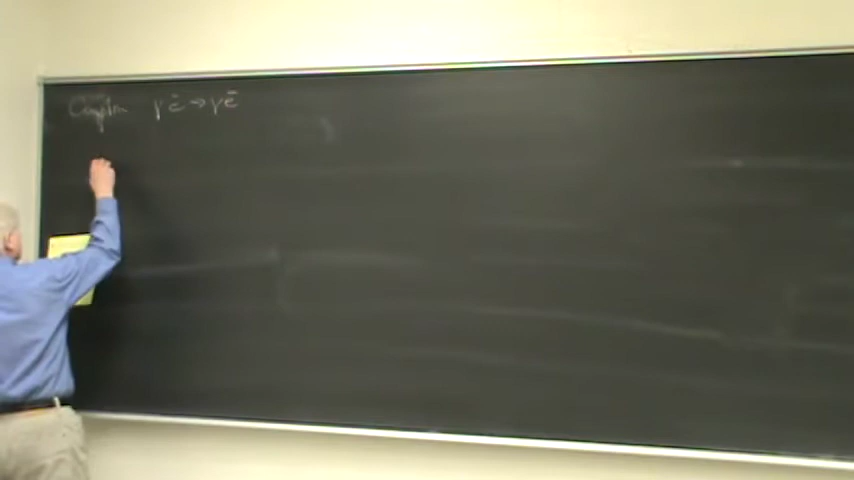 Compton γ e⁻ → γ e⁻